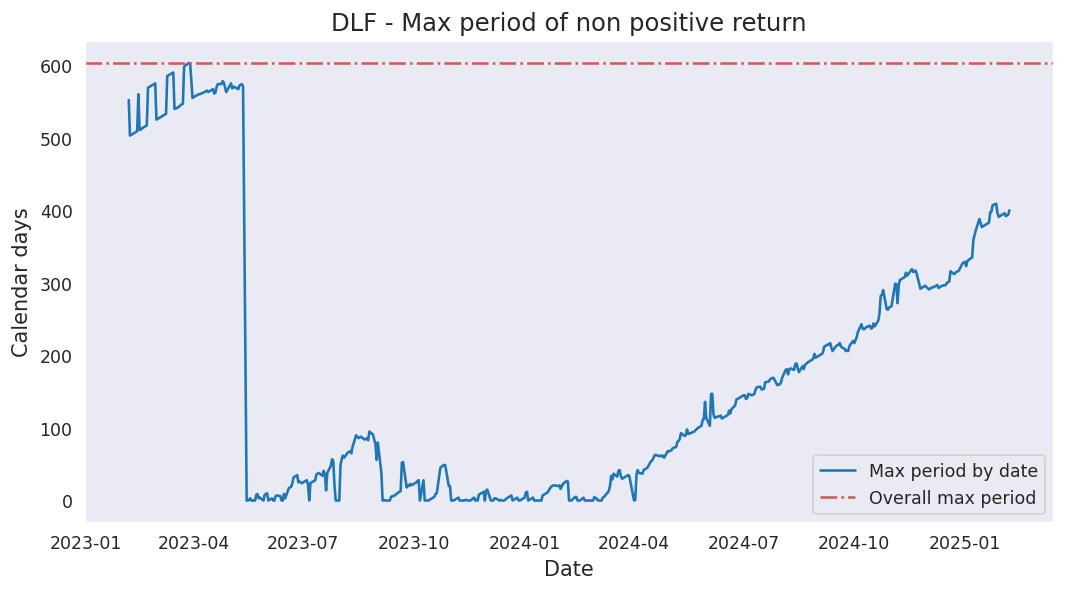 DLF - Max period of non positive return
Calendar days
600
500
400
300
200
100
0
Max period by date
Overall max period
2023-01 2023-04 2023-07 2023-10 2024-01 2024-04 2024-07 2024-10 2025-01
Date